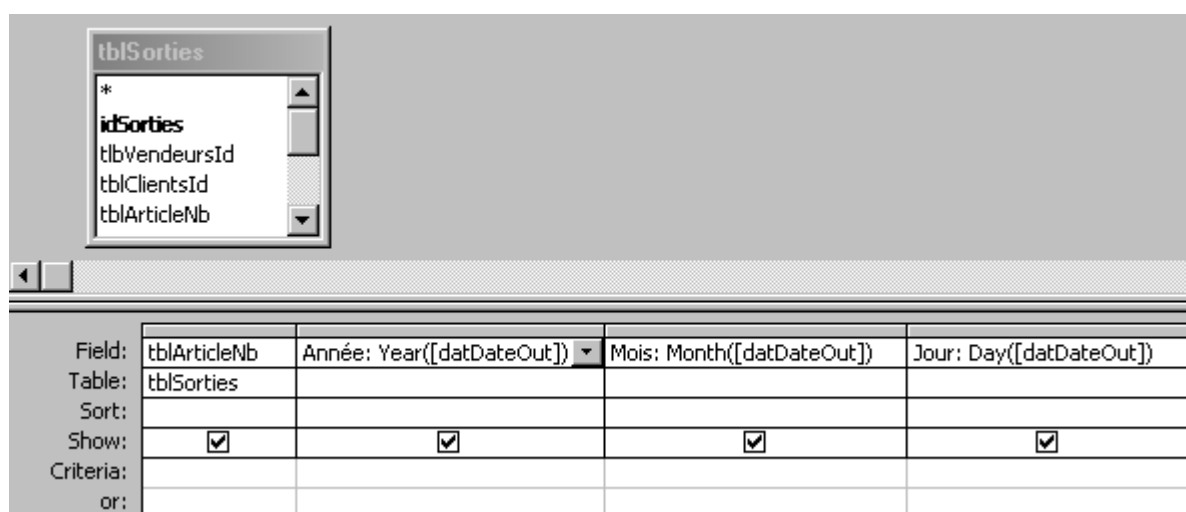 tblSorties
*
idSorties
tlbVendeursId
tblClientsId
tblArticleNb
Field: tblArticleNb Année: Year([datDateOut]) Mois: Month([datDateOut]) Jour: Day([datDateOut])
Table: tblSorties
Sort:
Show:
Criteria:
or: